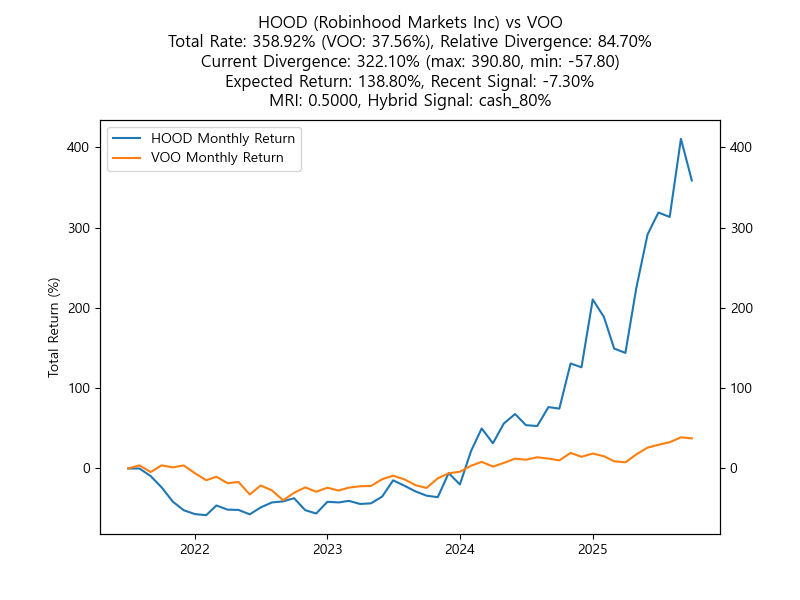 HOOD (Robinhood Markets Inc) vs VOO
Total Rate: 358.92% (VOO: 37.56%), Relative Divergence: 84.70%
Current Divergence: 322.10% (max: 390.80, min: -57.80)
Expected Return: 138.80%, Recent Signal: -7.30%
MRI: 0.5000, Hybrid Signal: cash_80%
HOOD Monthly Return
VOO Monthly Return
Total Return (%)
400
300
200
100
0
400
300
200
100
0
2022
2023
2024
2025